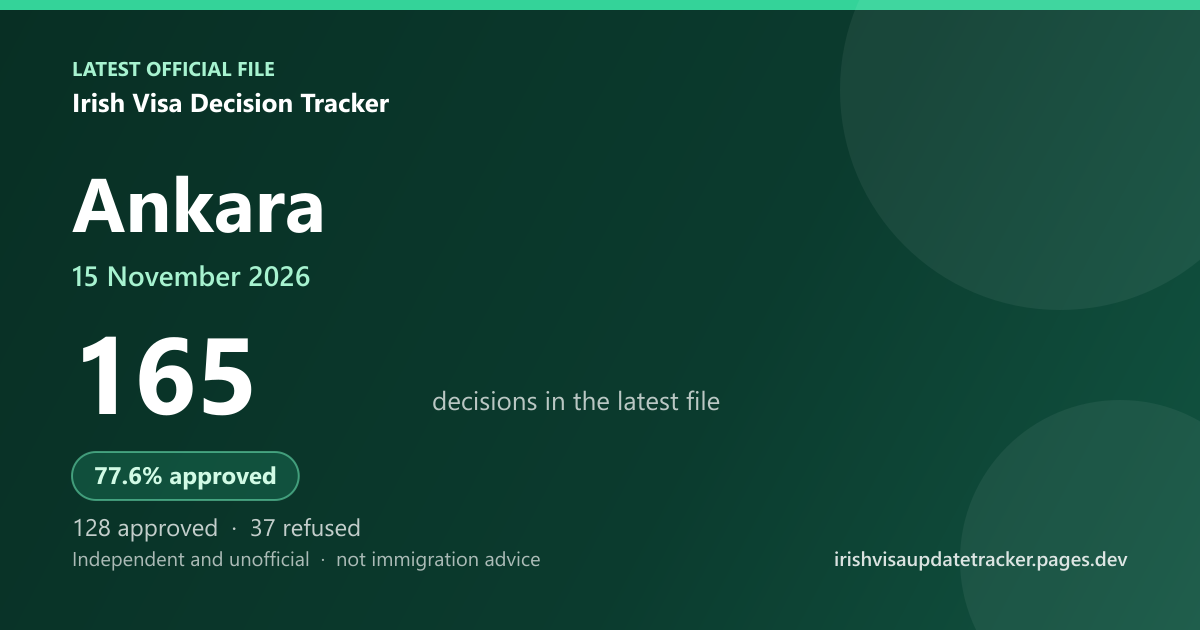 LATEST OFFICIAL FILE
Irish Visa Decision Tracker
Ankara
15 November 2026
165
decisions in the latest file
77.6% approved
128 approved · 37 refused
Independent and unofficial · not immigration advice
irishvisaupdatetracker.pages.dev